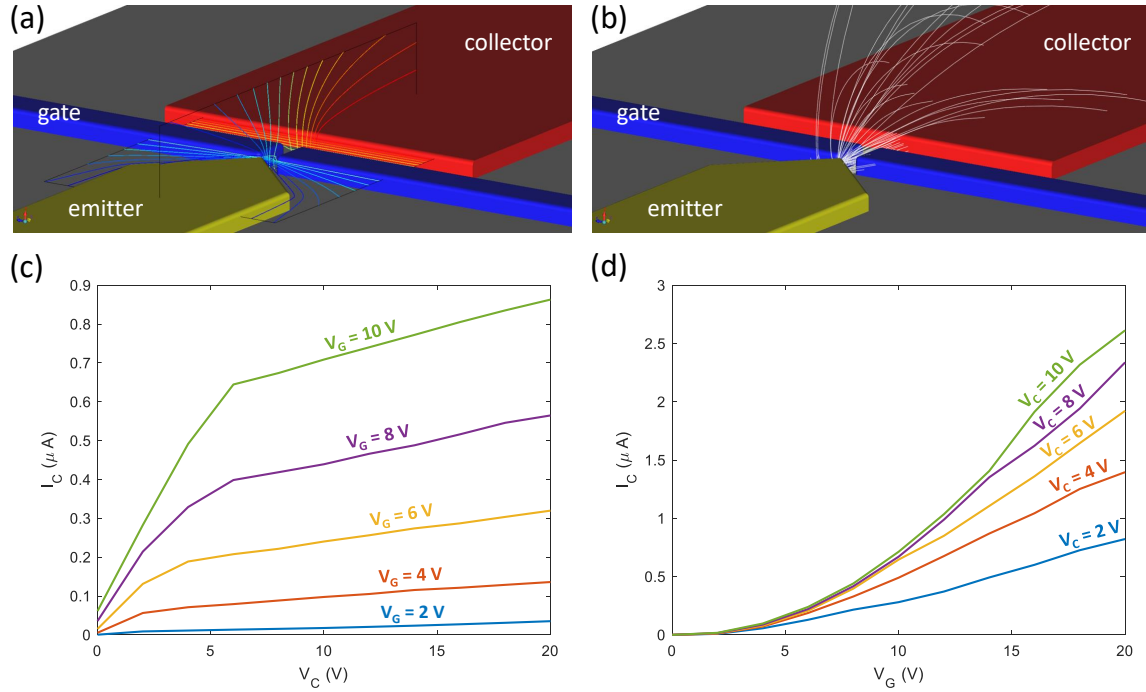 (a)
collector
gate
emitter
(b)
collector
gate
emitter
(c)
0.9
0.8
0.7
0.6
0.5
0.4
0.3
0.2
0.1
0
I_C (μ A)
V_G = 10 V
V_G = 8 V
V_G = 6 V
V_G = 4 V
V_G = 2 V
0 5 10 15 20
V_C (V)
(d)
3
2.5
2
1.5
1
0.5
0
I_C (μ A)
V_C = 10 V
V_C = 8 V
V_C = 6 V
V_C = 4 V
V_C = 2 V
0 5 10 15 20
V_G (V)